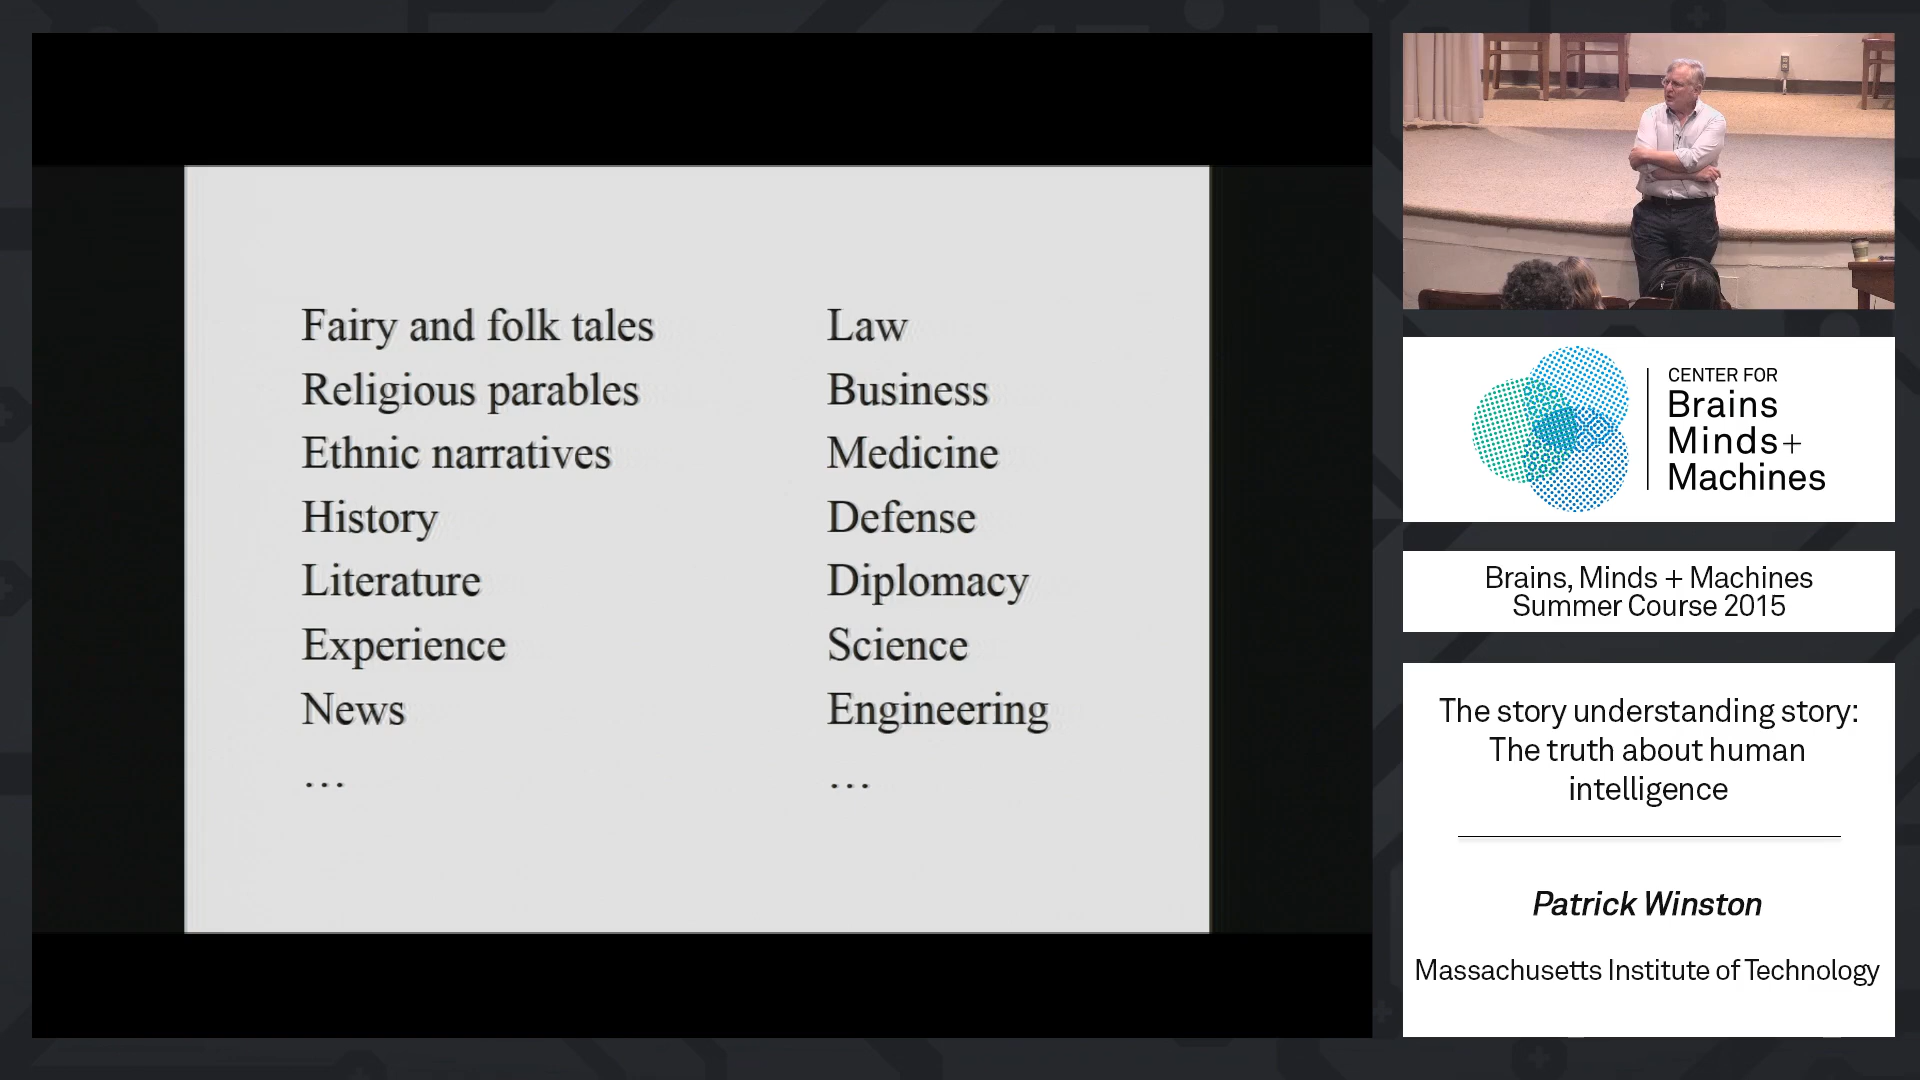 Fairy and folk tales
Religious parables
Ethnic narratives
History
Literature
Experience
News
…
Law
Business
Medicine
Defense
Diplomacy
Science
Engineering
…
CENTER FOR
Brains
Minds+
Machines
Brains, Minds + Machines
Summer Course 2015
The story understanding story:
The truth about human
intelligence
Patrick Winston
Massachusetts Institute of Technology